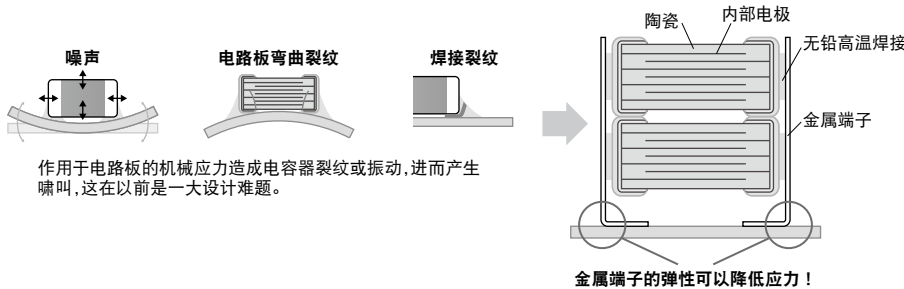 噪声
电路板弯曲裂纹
焊接裂纹
作用于电路板的机械应力造成电容器裂纹或振动,进而产生
啸叫,这在以前是一大设计难题。
陶瓷
内部电极
无铅高温焊接
金属端子
金属端子的弹性可以降低应力！